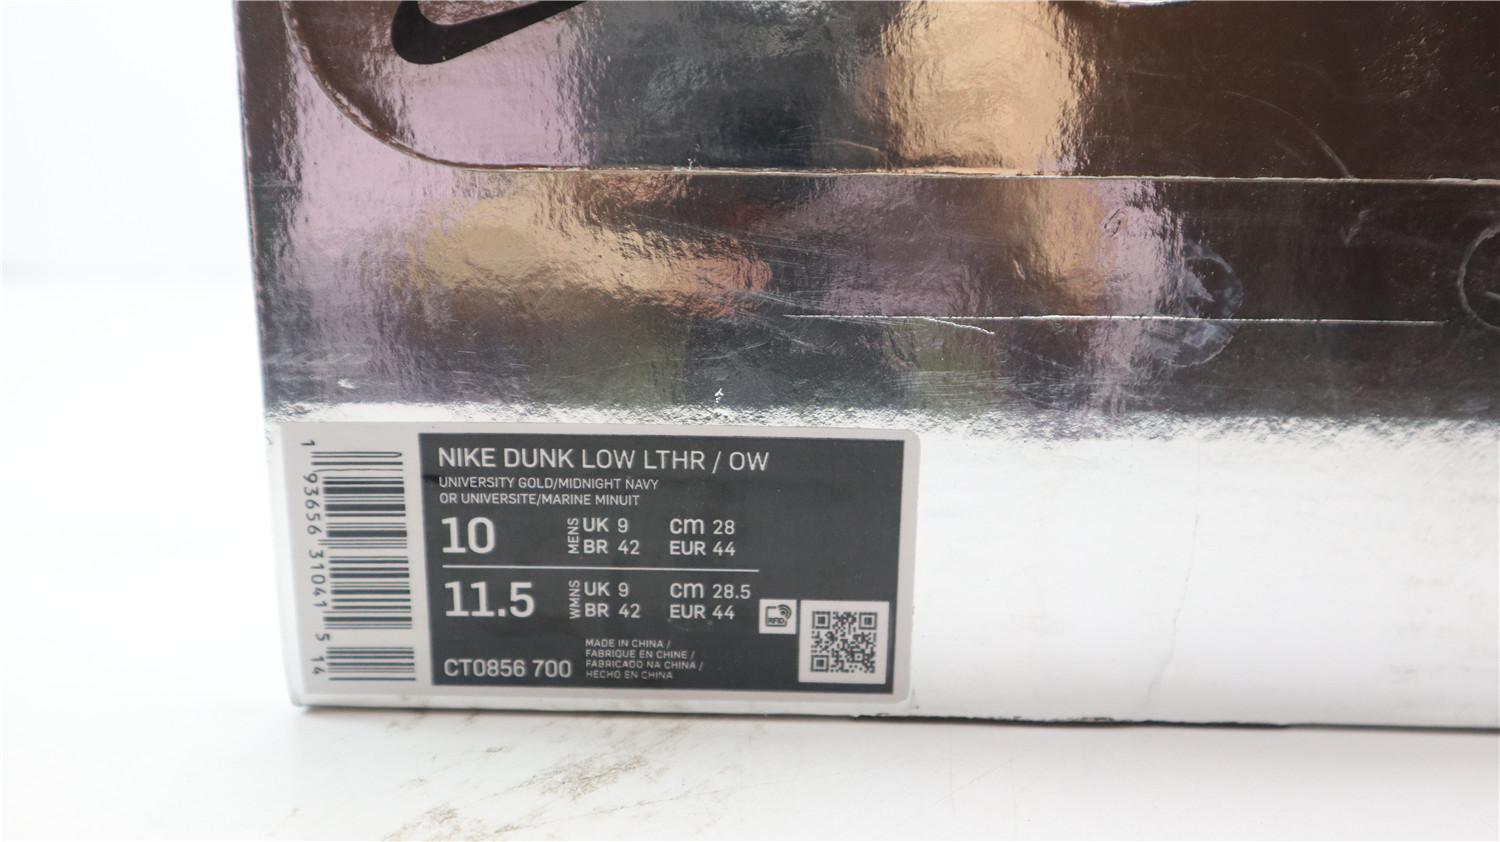 NIKE DUNK LOW LTHR / OW
UNIVERSITY GOLD/MIDNIGHT NAVY
OR UNIVERSITE/MARINE MINUIT
10 MENS UK 9 cm 28
BR 42 EUR 44
11.5 WMNS UK 9 cm 28.5
BR 42 EUR 44
CT0856 700
MADE IN CHINA /
FABRIQUE EN CHINE /
FABRICADO NA CHINA /
HECHO EN CHINA
RFID
1 93656 31041 5 14